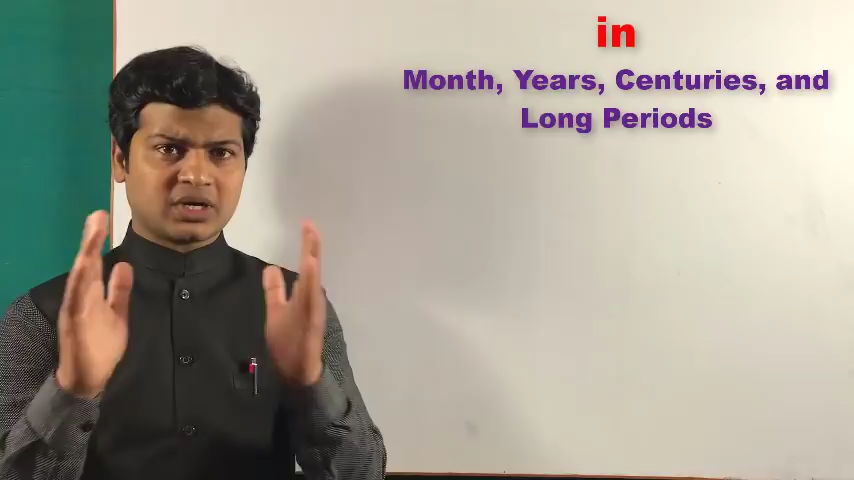 in
Month, Years, Centuries, and
Long Periods